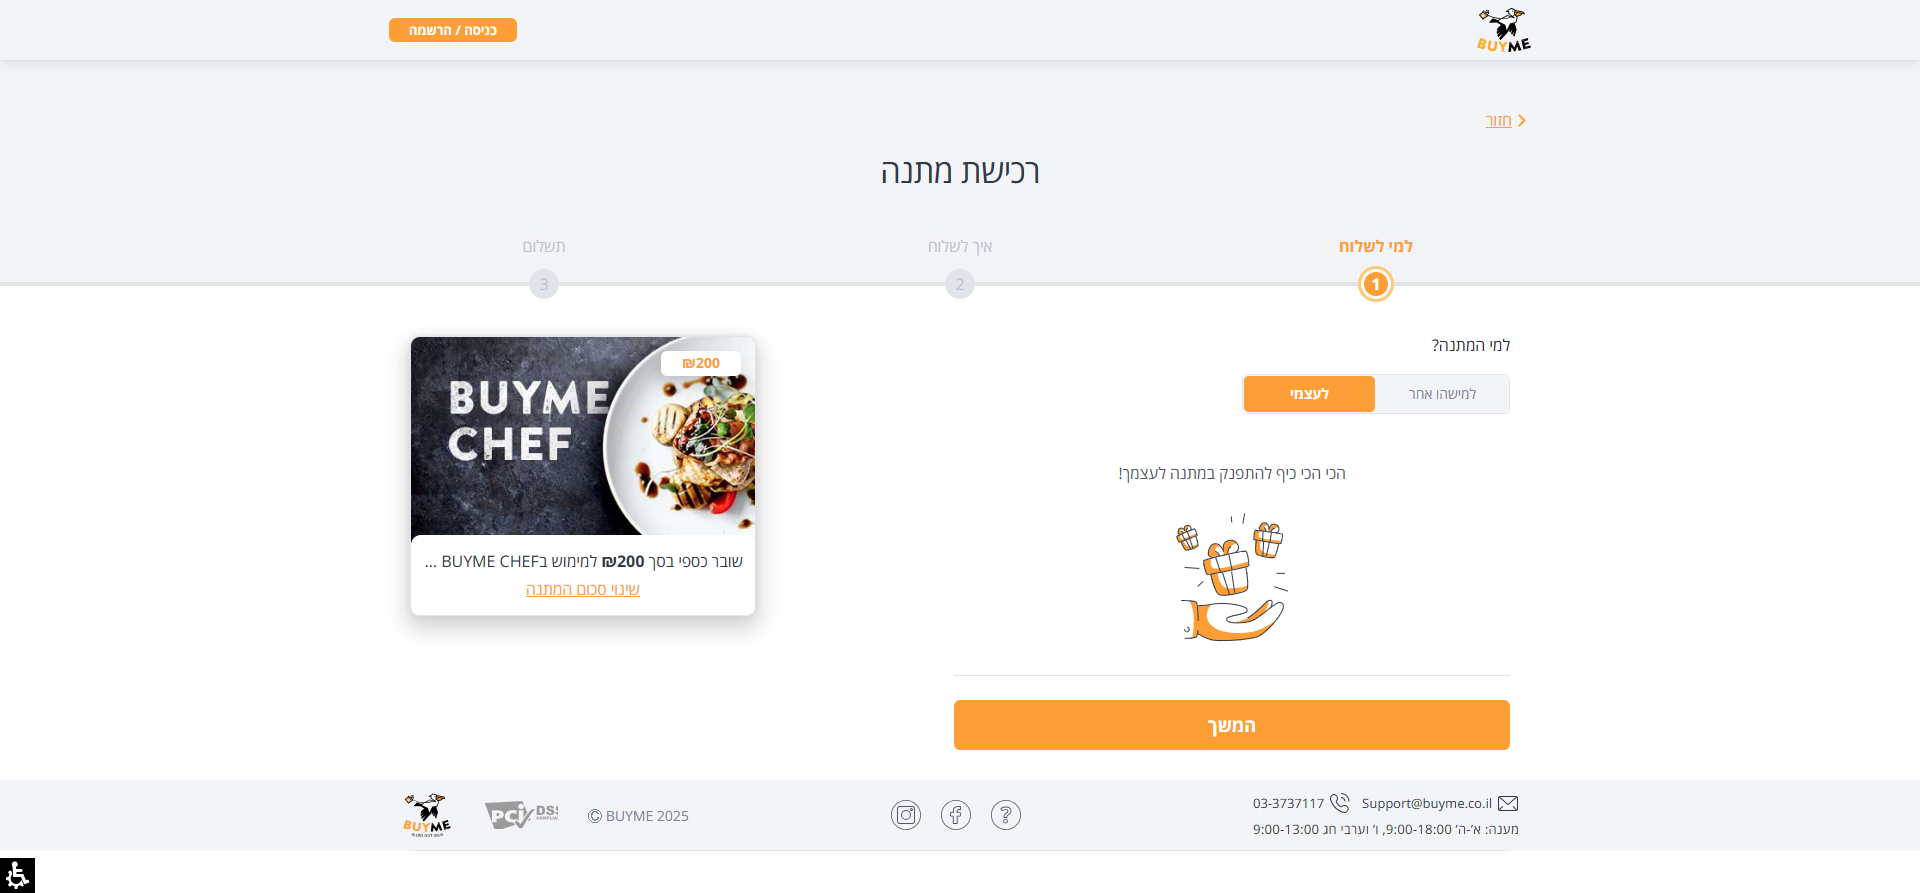 BUYME
כניסה / הרשמה
חזור
רכישת מתנה
למי לשלוח
איך לשלוח
תשלום
1
2
3
למי המתנה?
למישהו אחר
לעצמי
הכי הכי כיף להתפנק במתנה לעצמך!
המשך
₪200
BUYME
CHEF
שובר כספי בסך ₪200 למימוש בBUYME CHEF ...
שינוי סכום המתנה
Support@buyme.co.il
03-3737117
מענה: א'-ה' 9:00-18:00, ו' וערבי חג 9:00-13:00
?
© BUYME 2025
PCI DSS
COMPLIAN
BUYME